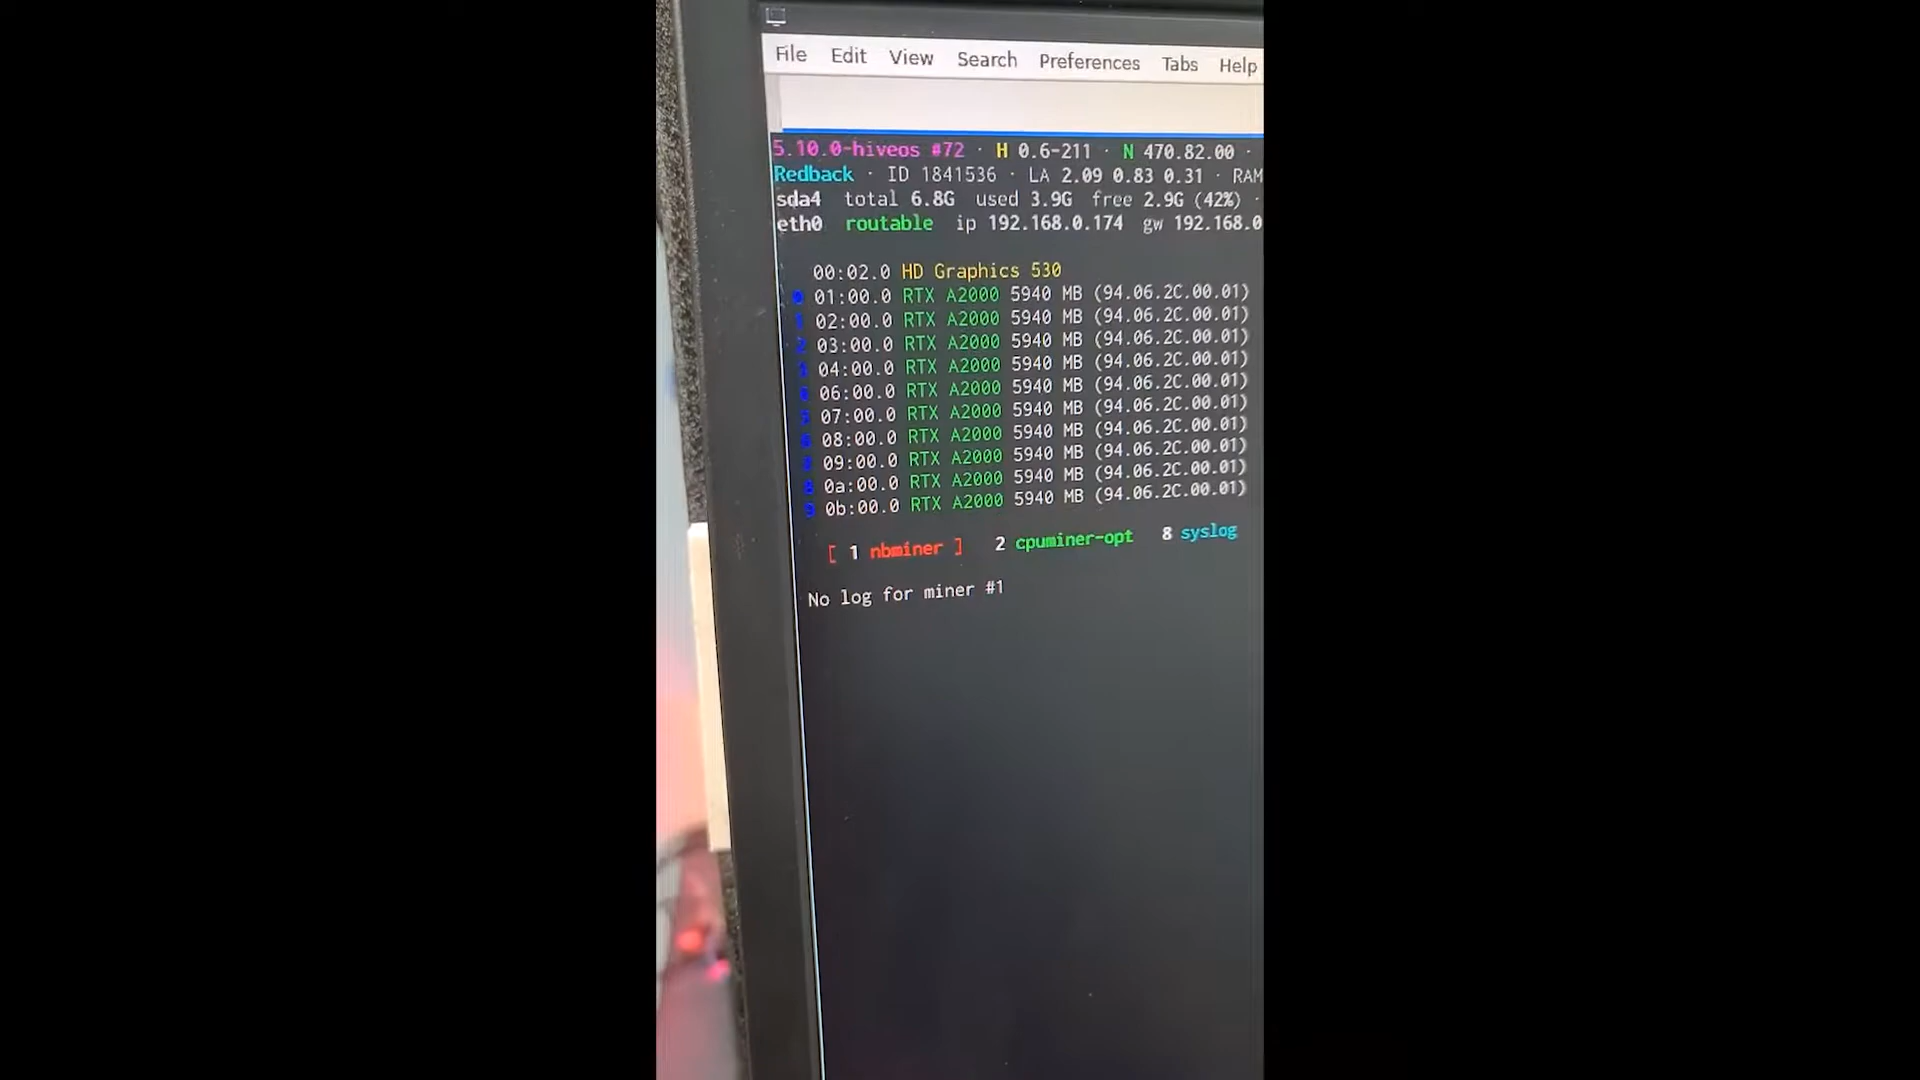 File Edit View Search Preferences Tabs Help
5.10.0-hiveos #72 · H 0.6-211 · N 470.82.00 ·
Redback · ID 1841536 · LA 2.09 0.83 0.31 · RAM
sda4 total 6.8G used 3.9G free 2.9G (42%) ·
eth0 routable ip 192.168.0.174 gw 192.168.0
00:02.0 HD Graphics 530
01:00.0 RTX A2000 5940 MB (94.06.2C.00.01)
02:00.0 RTX A2000 5940 MB (94.06.2C.00.01)
2 03:00.0 RTX A2000 5940 MB (94.06.2C.00.01)
04:00.0 RTX A2000 5940 MB (94.06.2C.00.01)
06:00.0 RTX A2000 5940 MB (94.06.2C.00.01)
5 07:00.0 RTX A2000 5940 MB (94.06.2C.00.01)
08:00.0 RTX A2000 5940 MB (94.06.2C.00.01)
09:00.0 RTX A2000 5940 MB (94.06.2C.00.01)
8 0a:00.0 RTX A2000 5940 MB (94.06.2C.00.01)
9 0b:00.0 RTX A2000 5940 MB (94.06.2C.00.01)
[ 1 nbminer ] 2 cpuminer-opt 8 syslog
No log for miner #1